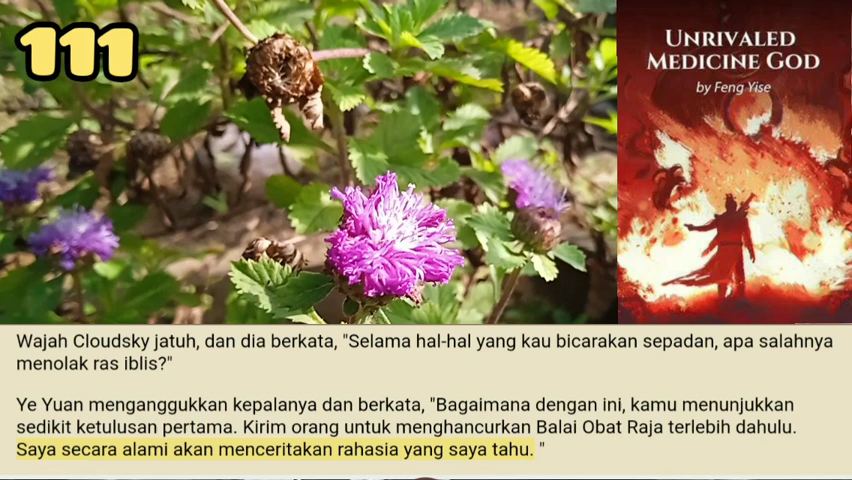 111
UNRIVALED
MEDICINE GOD
by Feng Yise
Wajah Cloudsky jatuh, dan dia berkata, "Selama hal-hal yang kau bicarakan sepadan, apa salahnya
menolak ras iblis?"
Ye Yuan menganggukkan kepalanya dan berkata, "Bagaimana dengan ini, kamu menunjukkan
sedikit ketulusan pertama. Kirim orang untuk menghancurkan Balai Obat Raja terlebih dahulu.
Saya secara alami akan menceritakan rahasia yang saya tahu. "